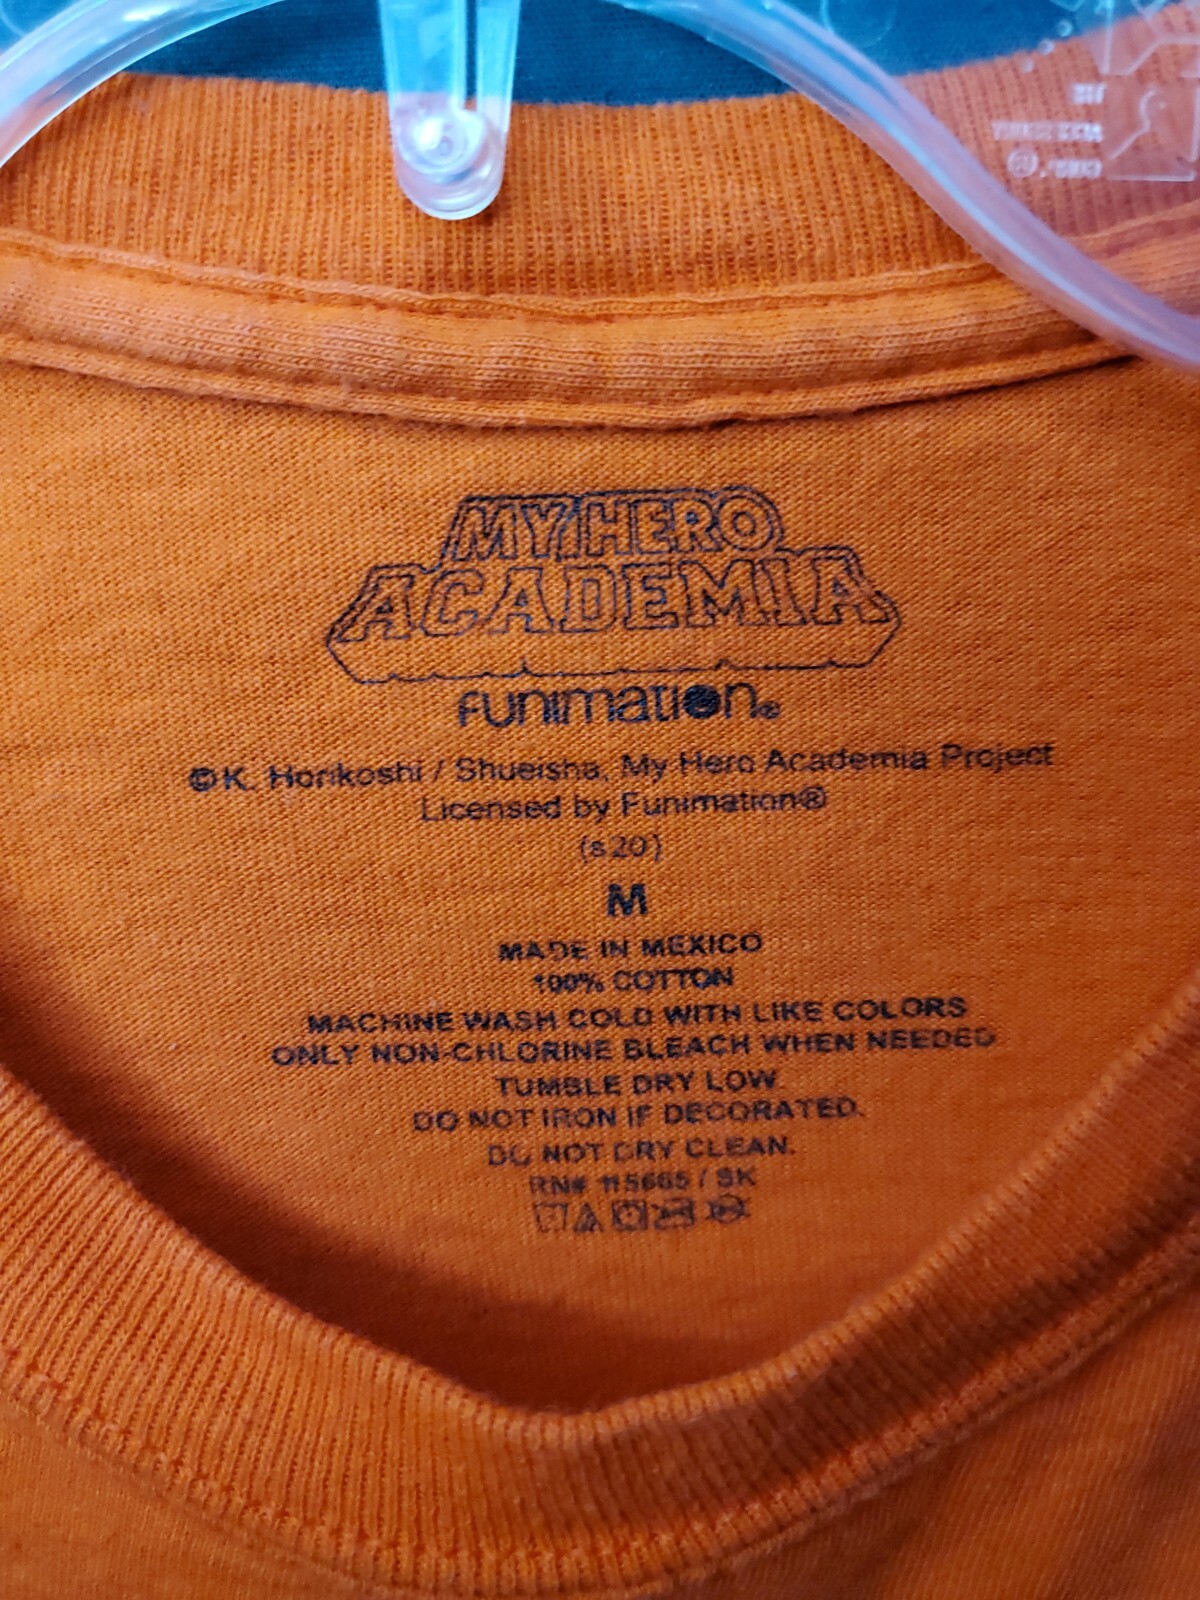 MY HERO
ACADEMIA
FUNIMATION®
© K. Horikoshi / Shueisha, My Hero Academia Project
Licensed by Funimation®
(s20)
M
MADE IN MEXICO
100% COTTON
MACHINE WASH COLD WITH LIKE COLORS
ONLY NON-CHLORINE BLEACH WHEN NEEDED
TUMBLE DRY LOW.
DO NOT IRON IF DECORATED.
DO NOT DRY CLEAN.
RN# 115665 / SK